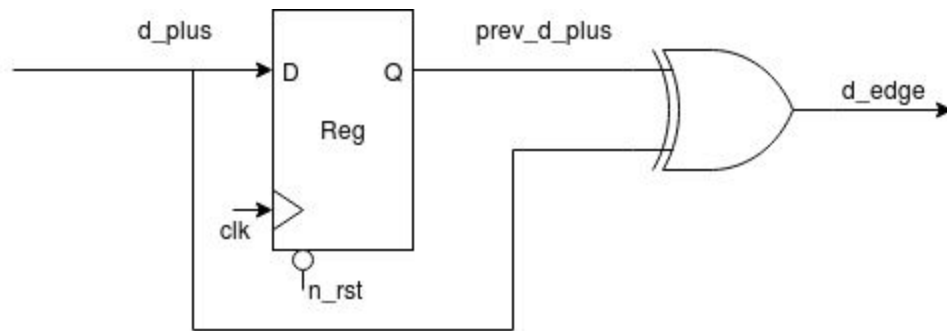 d_plus
prev_d_plus
d_edge
D
Q
Reg
clk
n_rst